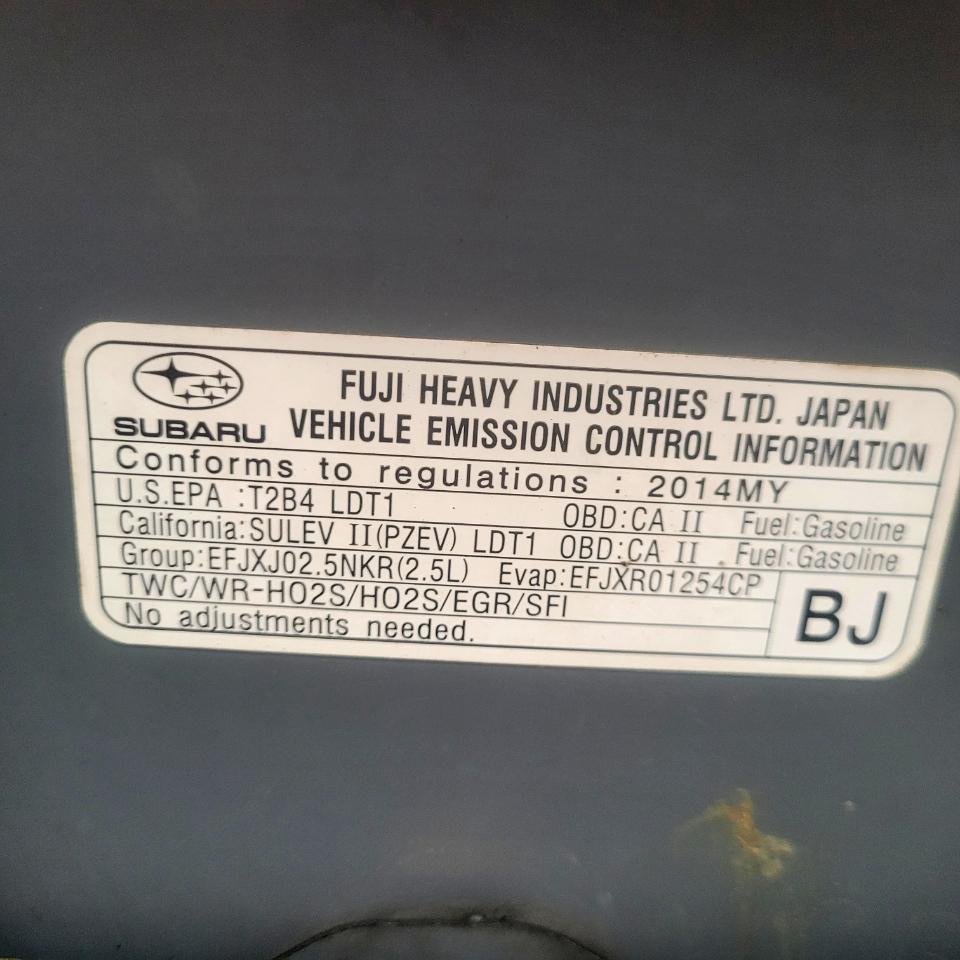 FUJI HEAVY INDUSTRIES LTD. JAPAN
SUBARU VEHICLE EMISSION CONTROL INFORMATION
Conforms to regulations : 2014MY
U.S.EPA :T2B4 LDT1 OBD:CA II Fuel:Gasoline
California:SULEV II(PZEV) LDT1 OBD:CA II . Fuel:Gasoline
Group:EFJXJ02.5NKR(2.5L) Evap:EFJXR01254CP
TWC/WR-HO2S/HO2S/EGR/SFI
No adjustments needed.
BJ